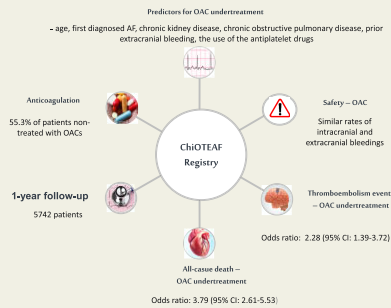 Predictors for OAC undertreatment
- age, first diagnosed AF, chronic kidney disease, chronic obstructive pulmonary disease, prior
extracranial bleeding, the use of the antiplatelet drugs
Anticoagulation
55.3% of patients non-
treated with OACs
Safety – OAC
Similar rates of
intracranial and
extracranial bleedings
ChiOTEAF
Registry
1-year follow-up
5742 patients
Thromboembolism event
– OAC undertreatment
Odds ratio: 2.28 (95% CI: 1.39-3.72)
All-casue death –
OAC undertreatment
Odds ratio: 3.79 (95% CI: 2.61-5.53)